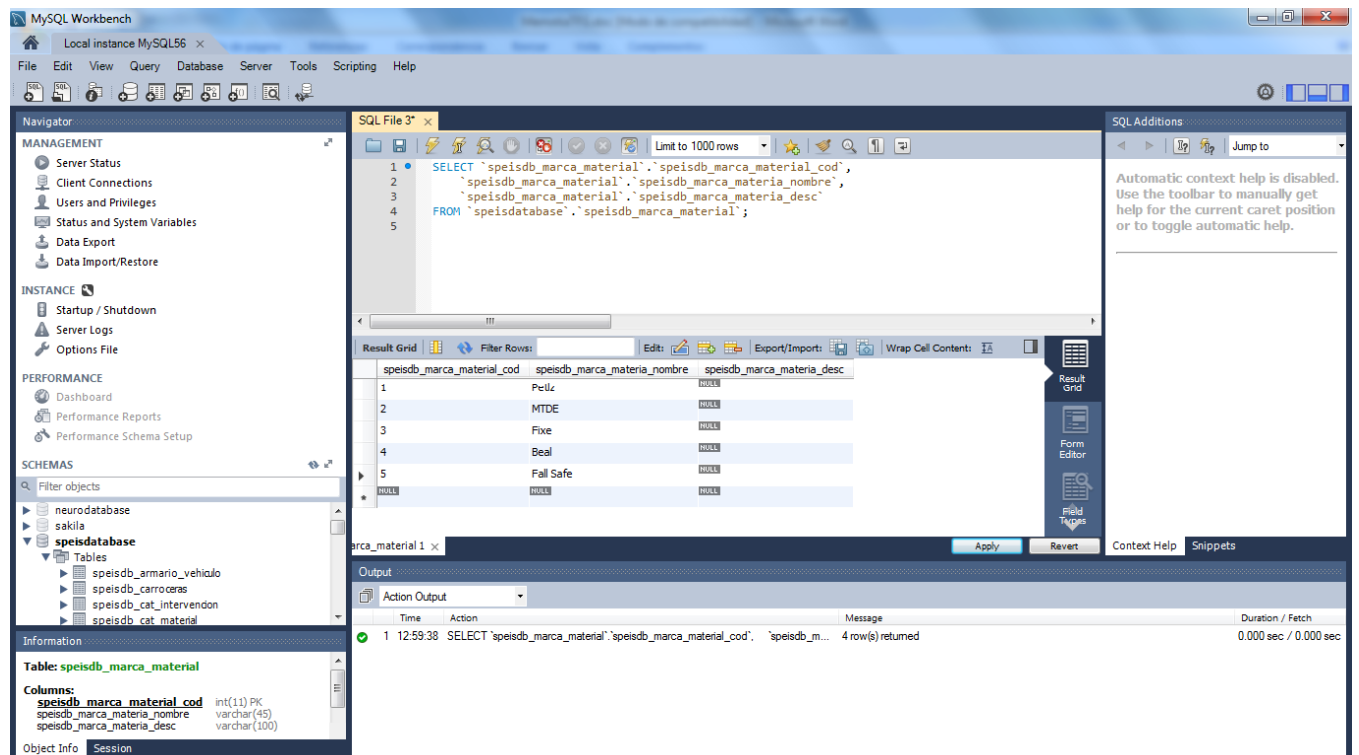 MySQL Workbench
Local instance MySQL56
File Edit View Query Database Server Tools Scripting Help
Navigator
MANAGEMENT
Server Status
Client Connections
Users and Privileges
Status and System Variables
Data Export
Data Import/Restore
INSTANCE
Startup / Shutdown
Server Logs
Options File
PERFORMANCE
Dashboard
Performance Reports
Performance Schema Setup
SCHEMAS
Filter objects
neurodatabase
sakila
speisdatabase
Tables
speisdb_armario_vehiculo
speisdb_carroceras
speisdb_cat_intervencion
speisdb_cat_material
Information
Table: speisdb_marca_material
Columns:
speisdb_marca_material_cod int(11) PK
speisdb_marca_materia_nombre varchar(45)
speisdb_marca_materia_desc varchar(100)
Object Info Session
SQL File 3*
Limit to 1000 rows
1 SELECT `speisdb_marca_material`.`speisdb_marca_material_cod`,
2 `speisdb_marca_material`.`speisdb_marca_materia_nombre`,
3 `speisdb_marca_material`.`speisdb_marca_materia_desc`
4 FROM `speisdatabase`.`speisdb_marca_material`;
5
Result Grid Filter Rows: Edit: Export/Import: Wrap Cell Content:
speisdb_marca_material_cod speisdb_marca_materia_nombre speisdb_marca_materia_desc
1 Petlz NULL
2 MTDE NULL
3 Fixe NULL
4 Beal NULL
5 Fall Safe NULL
NULL NULL NULL
Result Grid
Form Editor
Field Types
arca_material 1
Apply Revert
SQL Additions
Jump to
Automatic context help is disabled.
Use the toolbar to manually get
help for the current caret position
or to toggle automatic help.
Context Help Snippets
Output
Action Output
Time Action Message Duration / Fetch
1 12:59:38 SELECT `speisdb_marca_material`.`speisdb_marca_material_cod`, `speisdb_m... 4 row(s) returned 0.000 sec / 0.000 sec